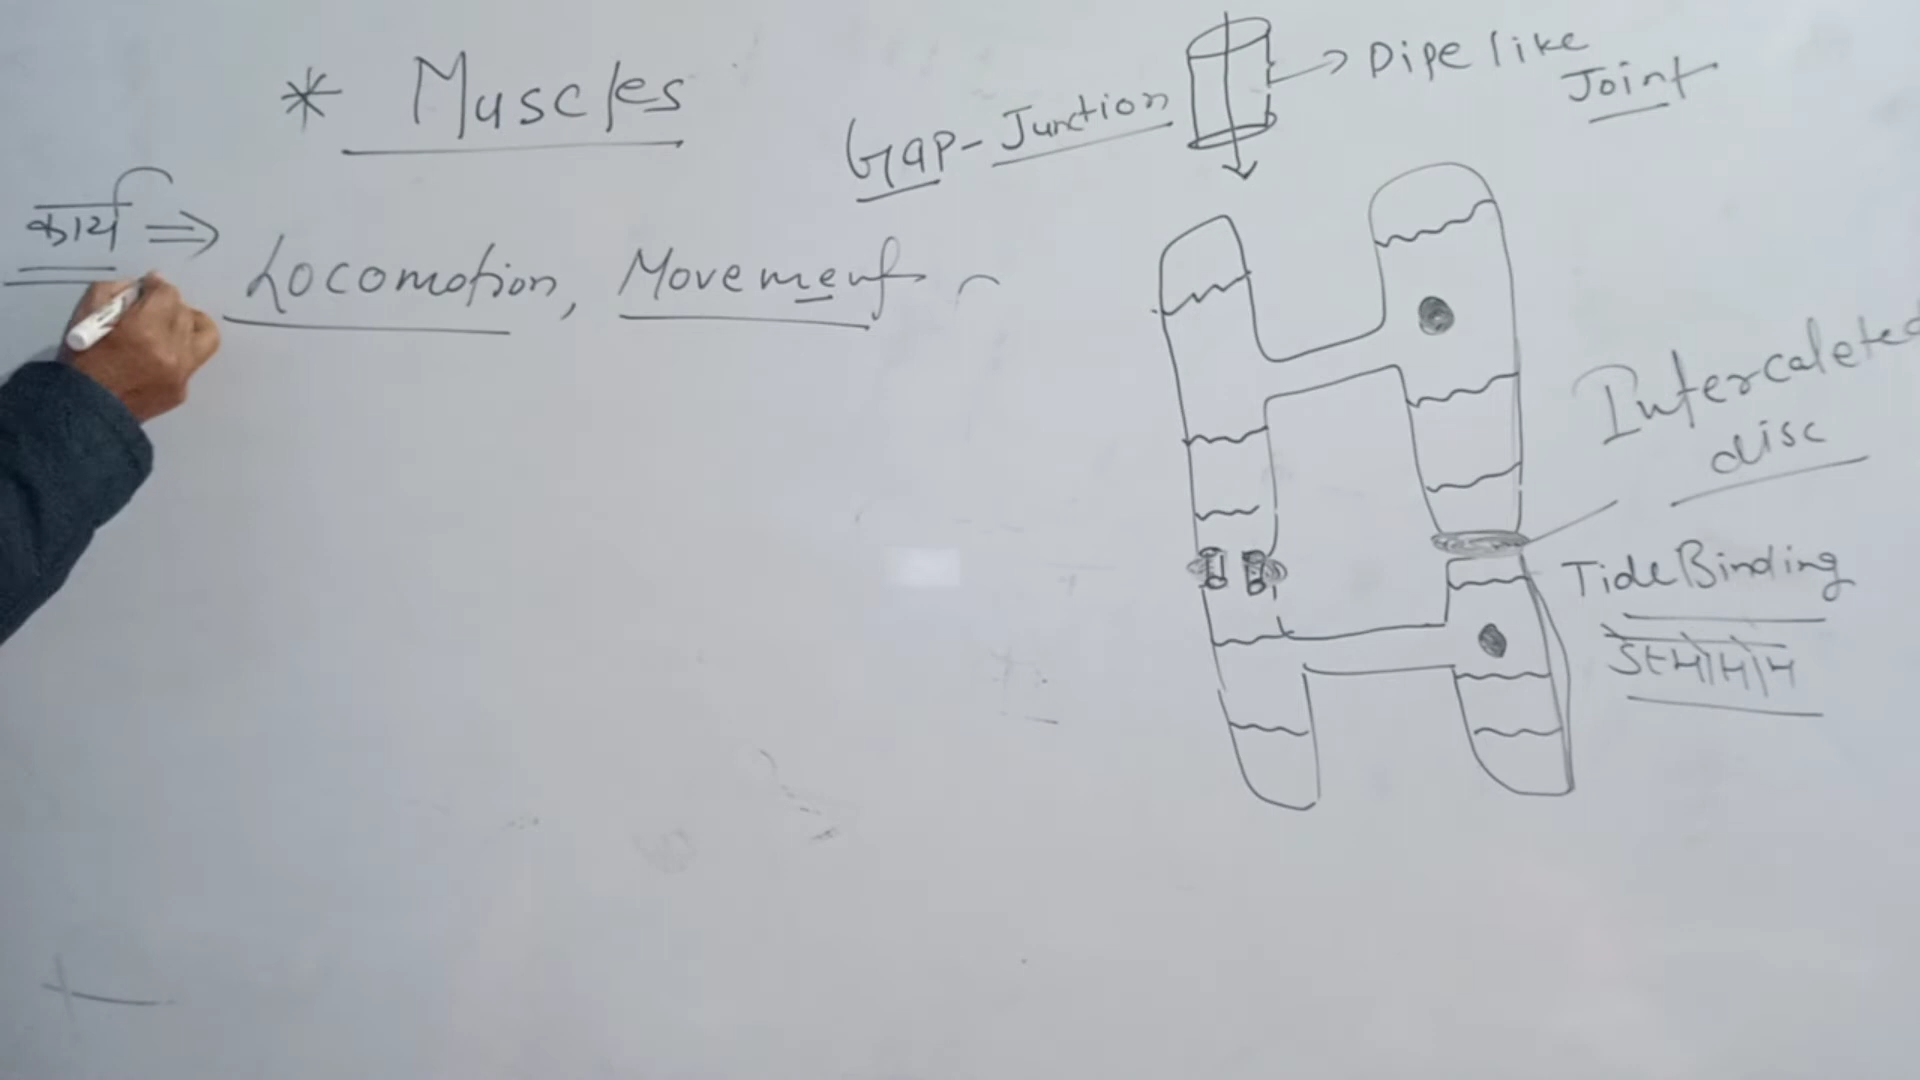 * Muscles
कार्य ⇒
Locomotion, Movement
Gap-Junction
Pipe like
Joint
Intercaleted
disc
Tide Binding